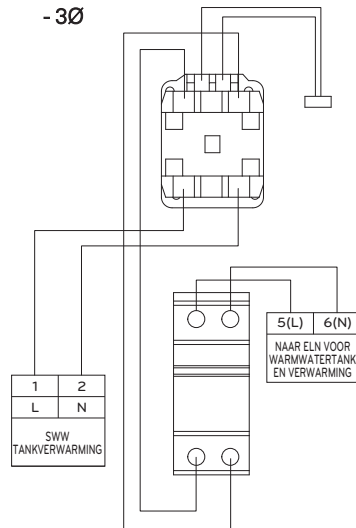 - 3Ø
5(L) 6(N)
NAAR ELN VOOR
WARMWATERTANK
EN VERWARMING
1 2
L N
SWW
TANKVERWARMING